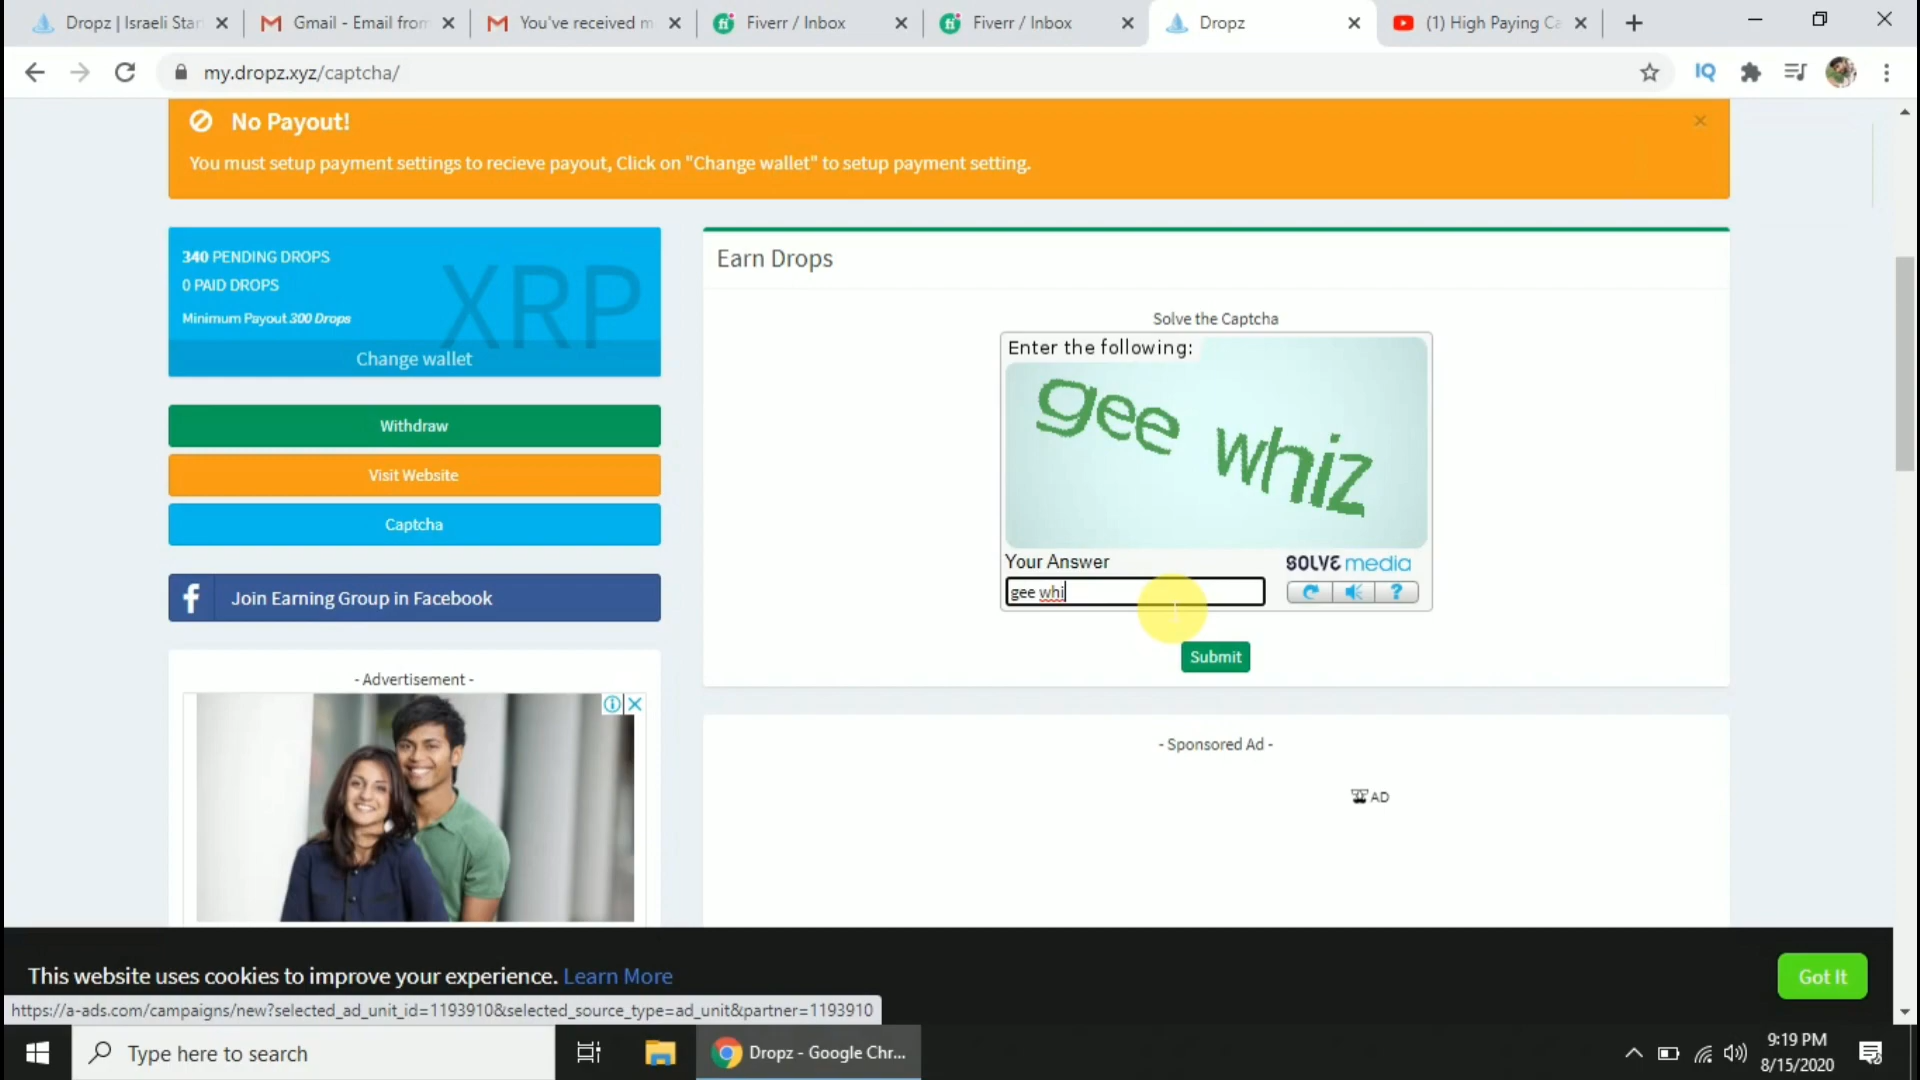 Dropz | Israeli Star
Gmail - Email from
You've received m
Fiverr / Inbox
Fiverr / Inbox
Dropz
(1) High Paying Ca
my.dropz.xyz/captcha/
IQ
No Payout!
You must setup payment settings to recieve payout, Click on "Change wallet" to setup payment setting.
340 PENDING DROPS
0 PAID DROPS
Minimum Payout 300 Drops
XRP
Change wallet
Withdraw
Visit Website
Captcha
Join Earning Group in Facebook
- Advertisement -
Earn Drops
Solve the Captcha
Enter the following:
gee whiz
Your Answer
SOLVE media
gee whi
Submit
- Sponsored Ad -
AD
This website uses cookies to improve your experience. Learn More
Got It
https://a-ads.com/campaigns/new?selected_ad_unit_id=1193910&selected_source_type=ad_unit&partner=1193910
Type here to search
Dropz - Google Chr...
9:19 PM
8/15/2020